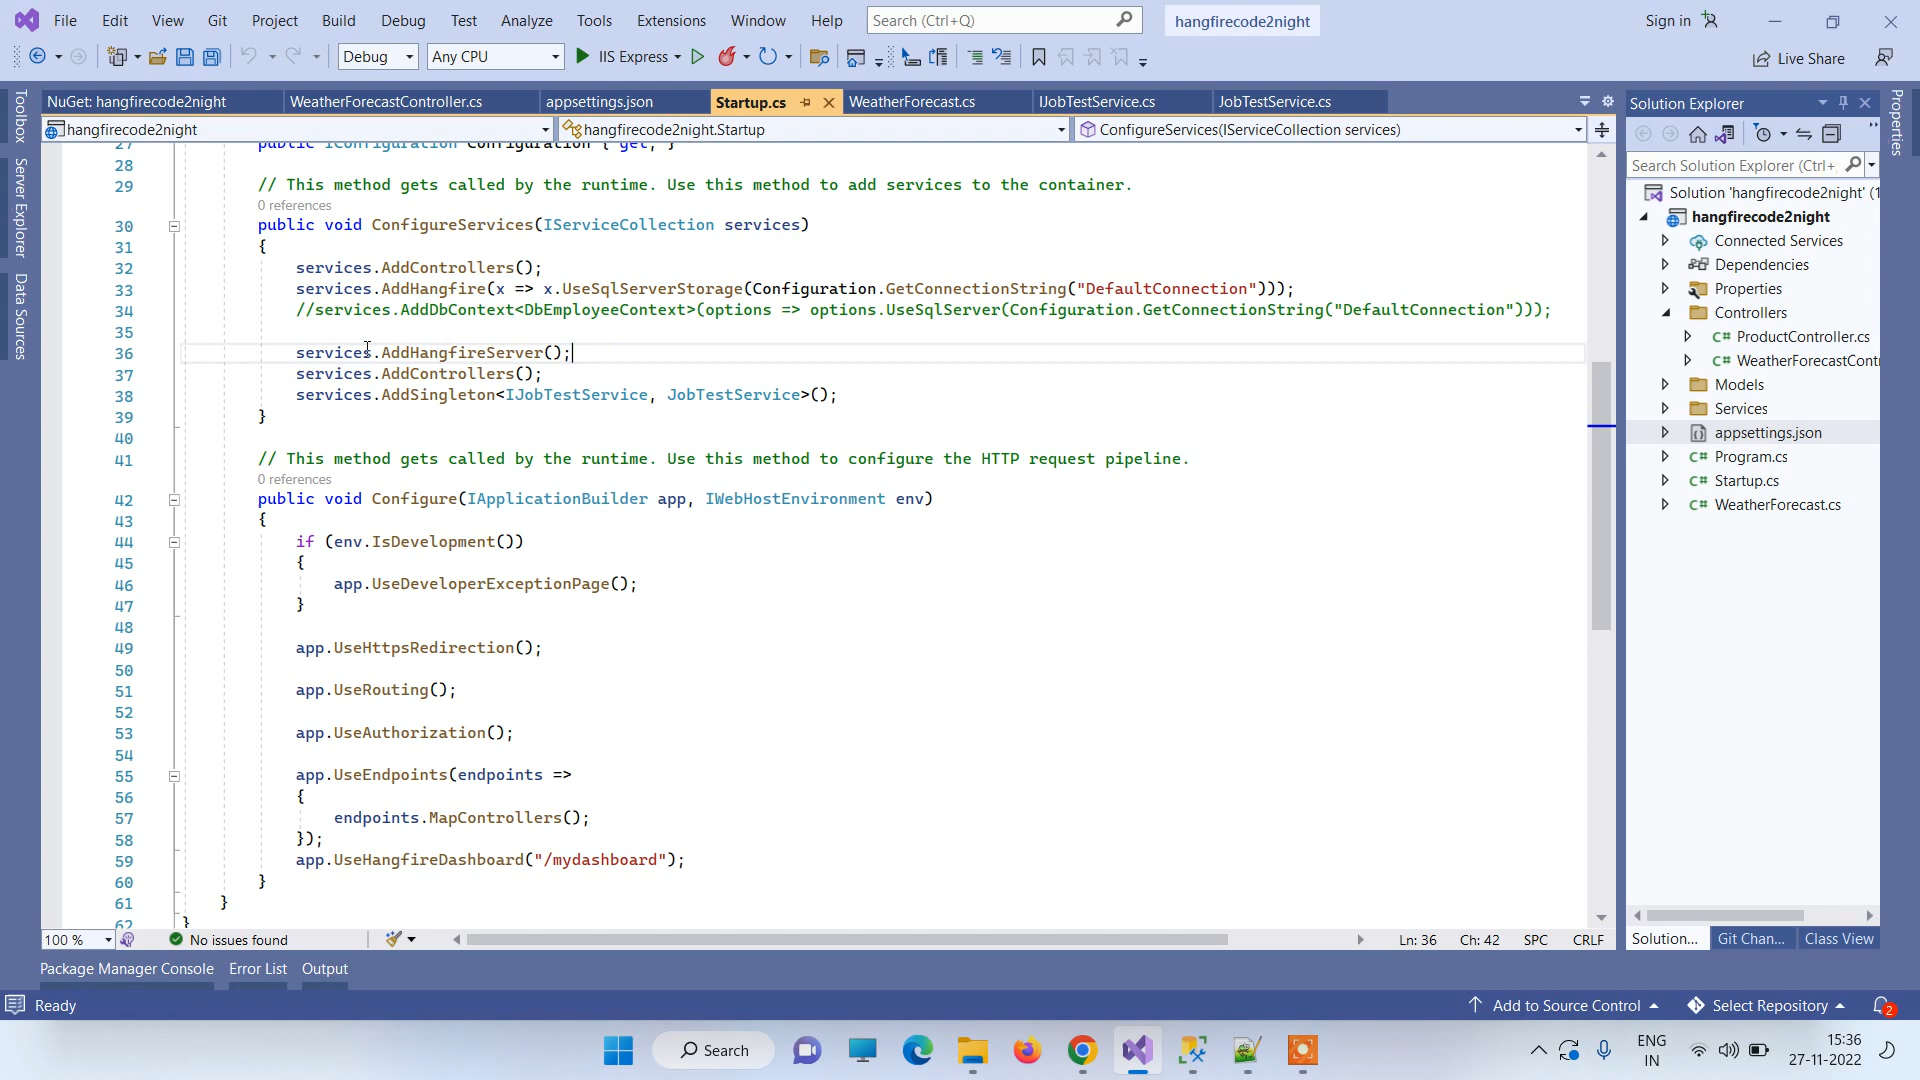 File Edit View Git Project Build Debug Test Analyze Tools Extensions Window Help Search (Ctrl+Q) hangfirecode2night Sign in
Debug Any CPU IIS Express Live Share
NuGet: hangfirecode2night WeatherForecastController.cs appsettings.json Startup.cs WeatherForecast.cs IJobTestService.cs JobTestService.cs
hangfirecode2night hangfirecode2night.Startup ConfigureServices(IServiceCollection services)
Toolbox
Server Explorer
Data Sources
27 public IConfiguration Configuration { get; }
28
29 // This method gets called by the runtime. Use this method to add services to the container.
0 references
30 public void ConfigureServices(IServiceCollection services)
31 {
32 services.AddControllers();
33 services.AddHangfire(x => x.UseSqlServerStorage(Configuration.GetConnectionString("DefaultConnection")));
34 //services.AddDbContext<DbEmployeeContext>(options => options.UseSqlServer(Configuration.GetConnectionString("DefaultConnection")));
35
36 services.AddHangfireServer();
37 services.AddControllers();
38 services.AddSingleton<IJobTestService, JobTestService>();
39 }
40
41 // This method gets called by the runtime. Use this method to configure the HTTP request pipeline.
0 references
42 public void Configure(IApplicationBuilder app, IWebHostEnvironment env)
43 {
44 if (env.IsDevelopment())
45 {
46 app.UseDeveloperExceptionPage();
47 }
48
49 app.UseHttpsRedirection();
50
51 app.UseRouting();
52
53 app.UseAuthorization();
54
55 app.UseEndpoints(endpoints =>
56 {
57 endpoints.MapControllers();
58 });
59 app.UseHangfireDashboard("/mydashboard");
60 }
61 }
62 }
100 % No issues found Ln: 36 Ch: 42 SPC CRLF
Solution Explorer
Search Solution Explorer (Ctrl+
Solution 'hangfirecode2night' (1
hangfirecode2night
Connected Services
Dependencies
Properties
Controllers
C# ProductController.cs
C# WeatherForecastCont
Models
Services
appsettings.json
C# Program.cs
C# Startup.cs
C# WeatherForecast.cs
Solution... Git Chan... Class View
Properties
Package Manager Console Error List Output
Ready Add to Source Control Select Repository 2
Search ENG
IN
15:36
27-11-2022